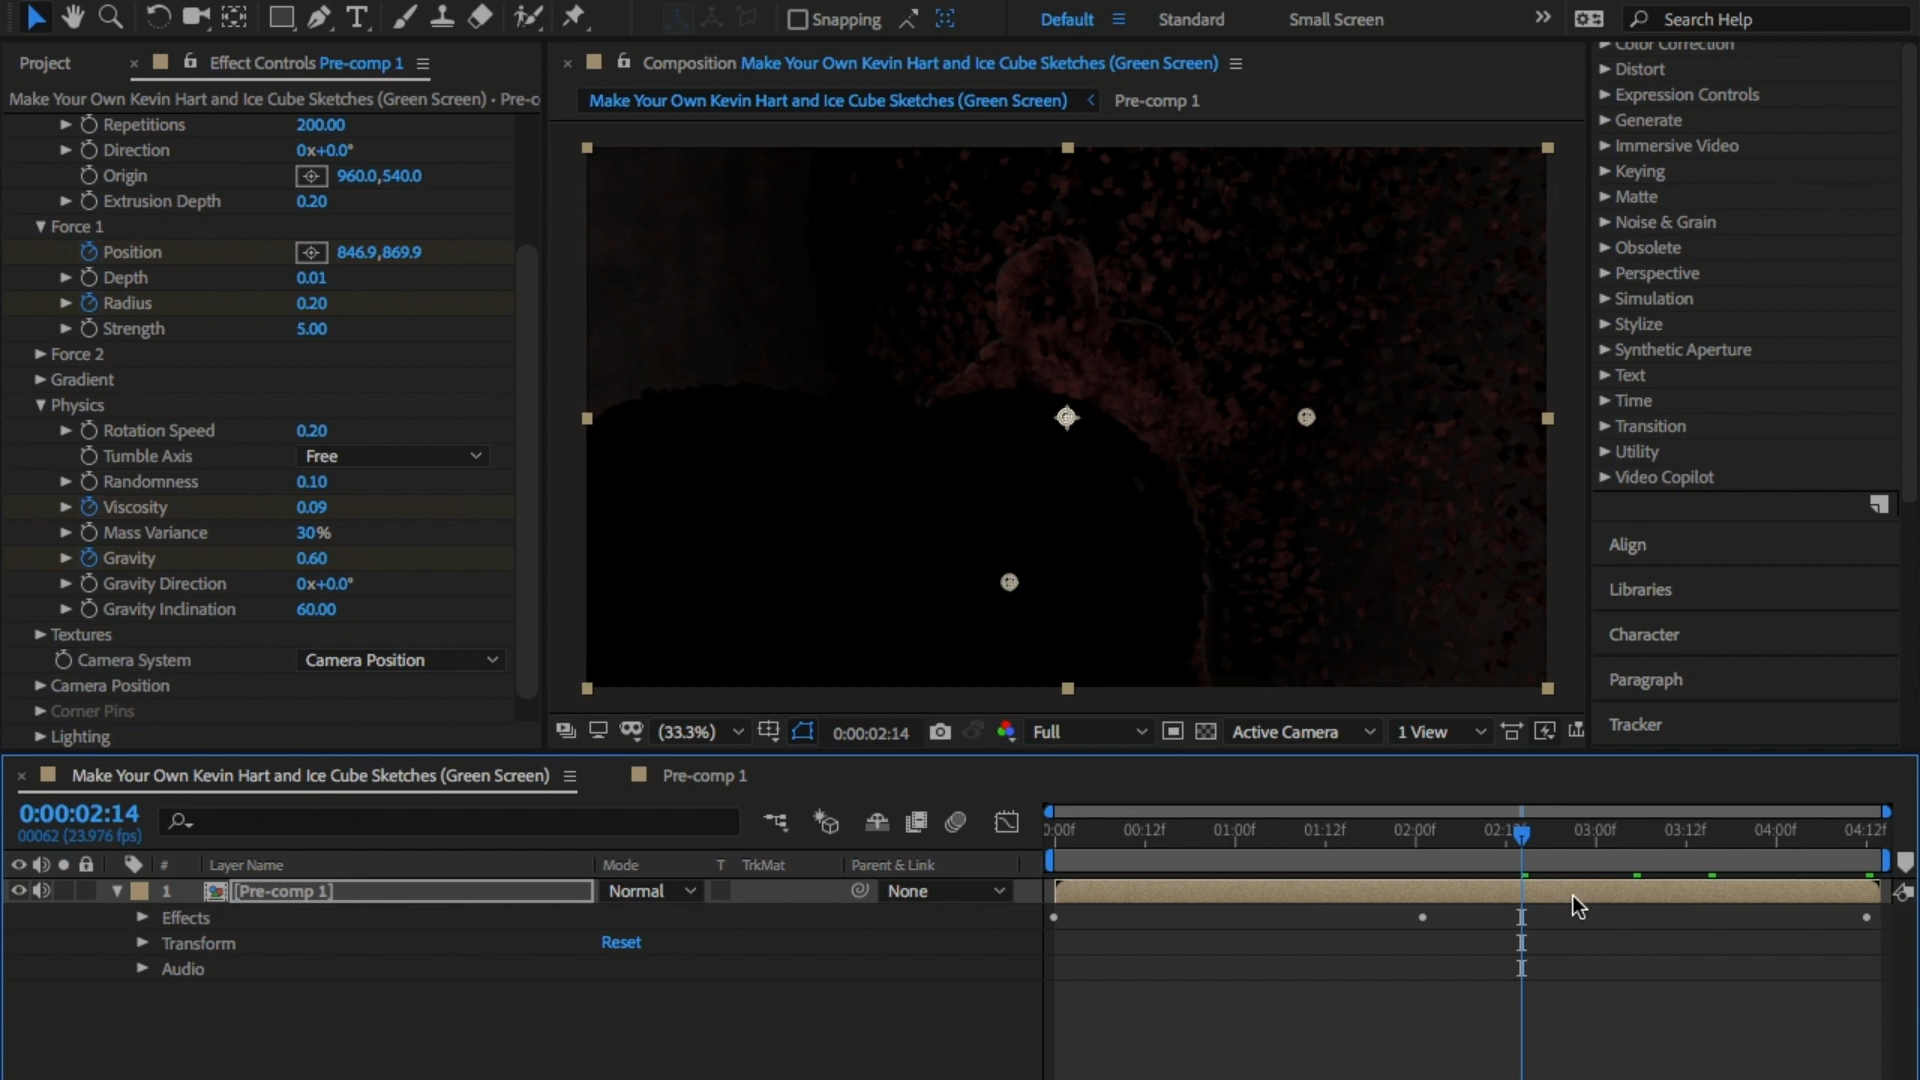 Snapping
Default
Standard
Small Screen
Search Help
Project
Effect Controls Pre-comp 1
Composition Make Your Own Kevin Hart and Ice Cube Sketches (Green Screen)
Make Your Own Kevin Hart and Ice Cube Sketches (Green Screen) • Pre-c
Make Your Own Kevin Hart and Ice Cube Sketches (Green Screen)
Pre-comp 1
Repetitions 200.00
Direction 0x+0.0°
Origin 960.0,540.0
Extrusion Depth 0.20
Force 1
Position 846.9,869.9
Depth 0.01
Radius 0.20
Strength 5.00
Force 2
Gradient
Physics
Rotation Speed 0.20
Tumble Axis Free
Randomness 0.10
Viscosity 0.09
Mass Variance 30%
Gravity 0.60
Gravity Direction 0x+0.0°
Gravity Inclination 60.00
Textures
Camera System Camera Position
Camera Position
Corner Pins
Lighting
(33.3%) 0:00:02:14 Full Active Camera 1 View
Color Correction
Distort
Expression Controls
Generate
Immersive Video
Keying
Matte
Noise & Grain
Obsolete
Perspective
Simulation
Stylize
Synthetic Aperture
Text
Time
Transition
Utility
Video Copilot
Align
Libraries
Character
Paragraph
Tracker
Make Your Own Kevin Hart and Ice Cube Sketches (Green Screen)
Pre-comp 1
0:00:02:14
00062 (23.976 fps)
0:00f 00:12f 01:00f 01:12f 02:00f 02:1 03:00f 03:12f 04:00f 04:12f
# Layer Name Mode T TrkMat Parent & Link
1 [Pre-comp 1] Normal None
Effects
Transform Reset
Audio